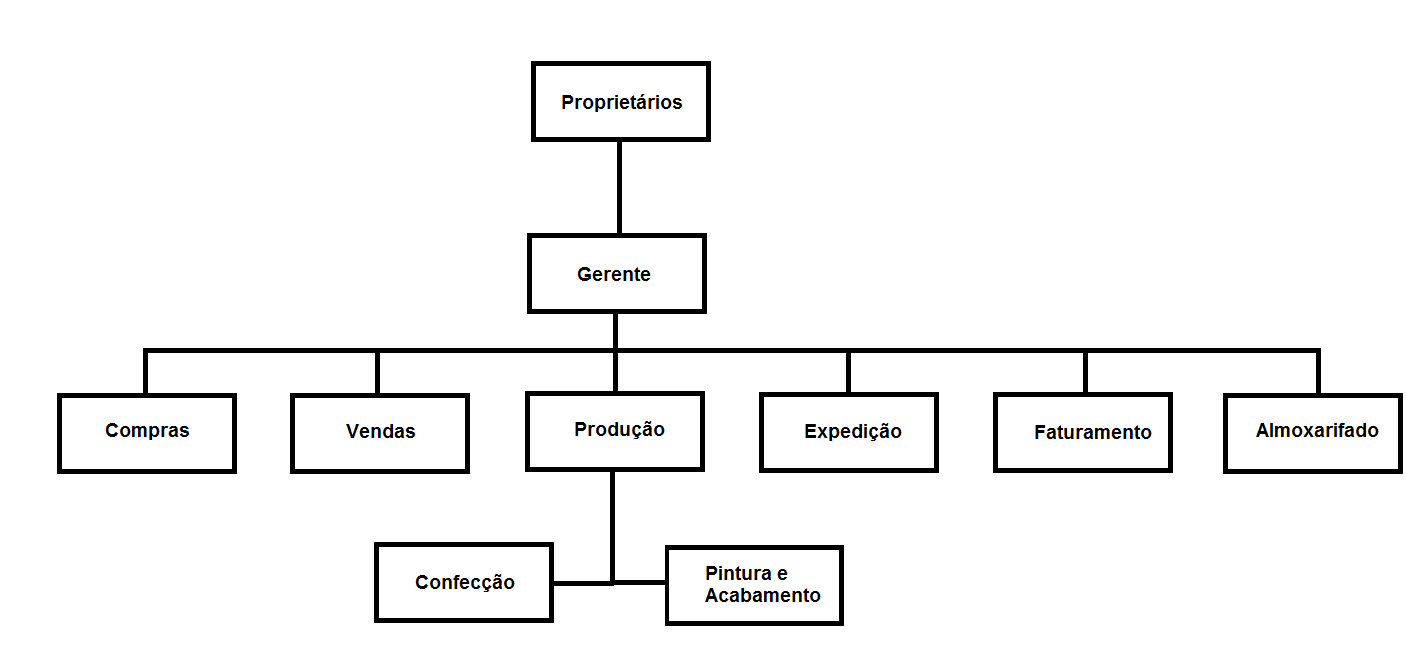 Proprietários
Gerente
Compras
Vendas
Produção
Expedição
Faturamento
Almoxarifado
Confecção
Pintura e
Acabamento